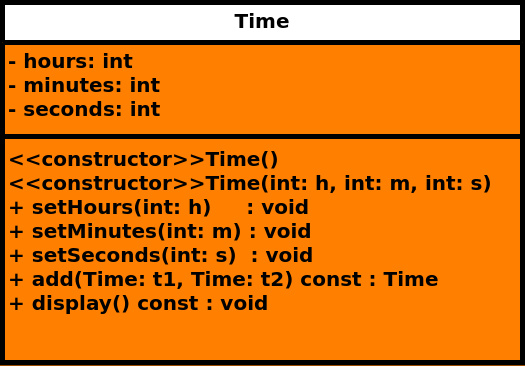 Time
- hours: int
- minutes: int
- seconds: int
<<constructor>>Time()
<<constructor>>Time(int: h, int: m, int: s)
+ setHours(int: h)     : void
+ setMinutes(int: m) : void
+ setSeconds(int: s)  : void
+ add(Time: t1, Time: t2) const : Time
+ display() const : void